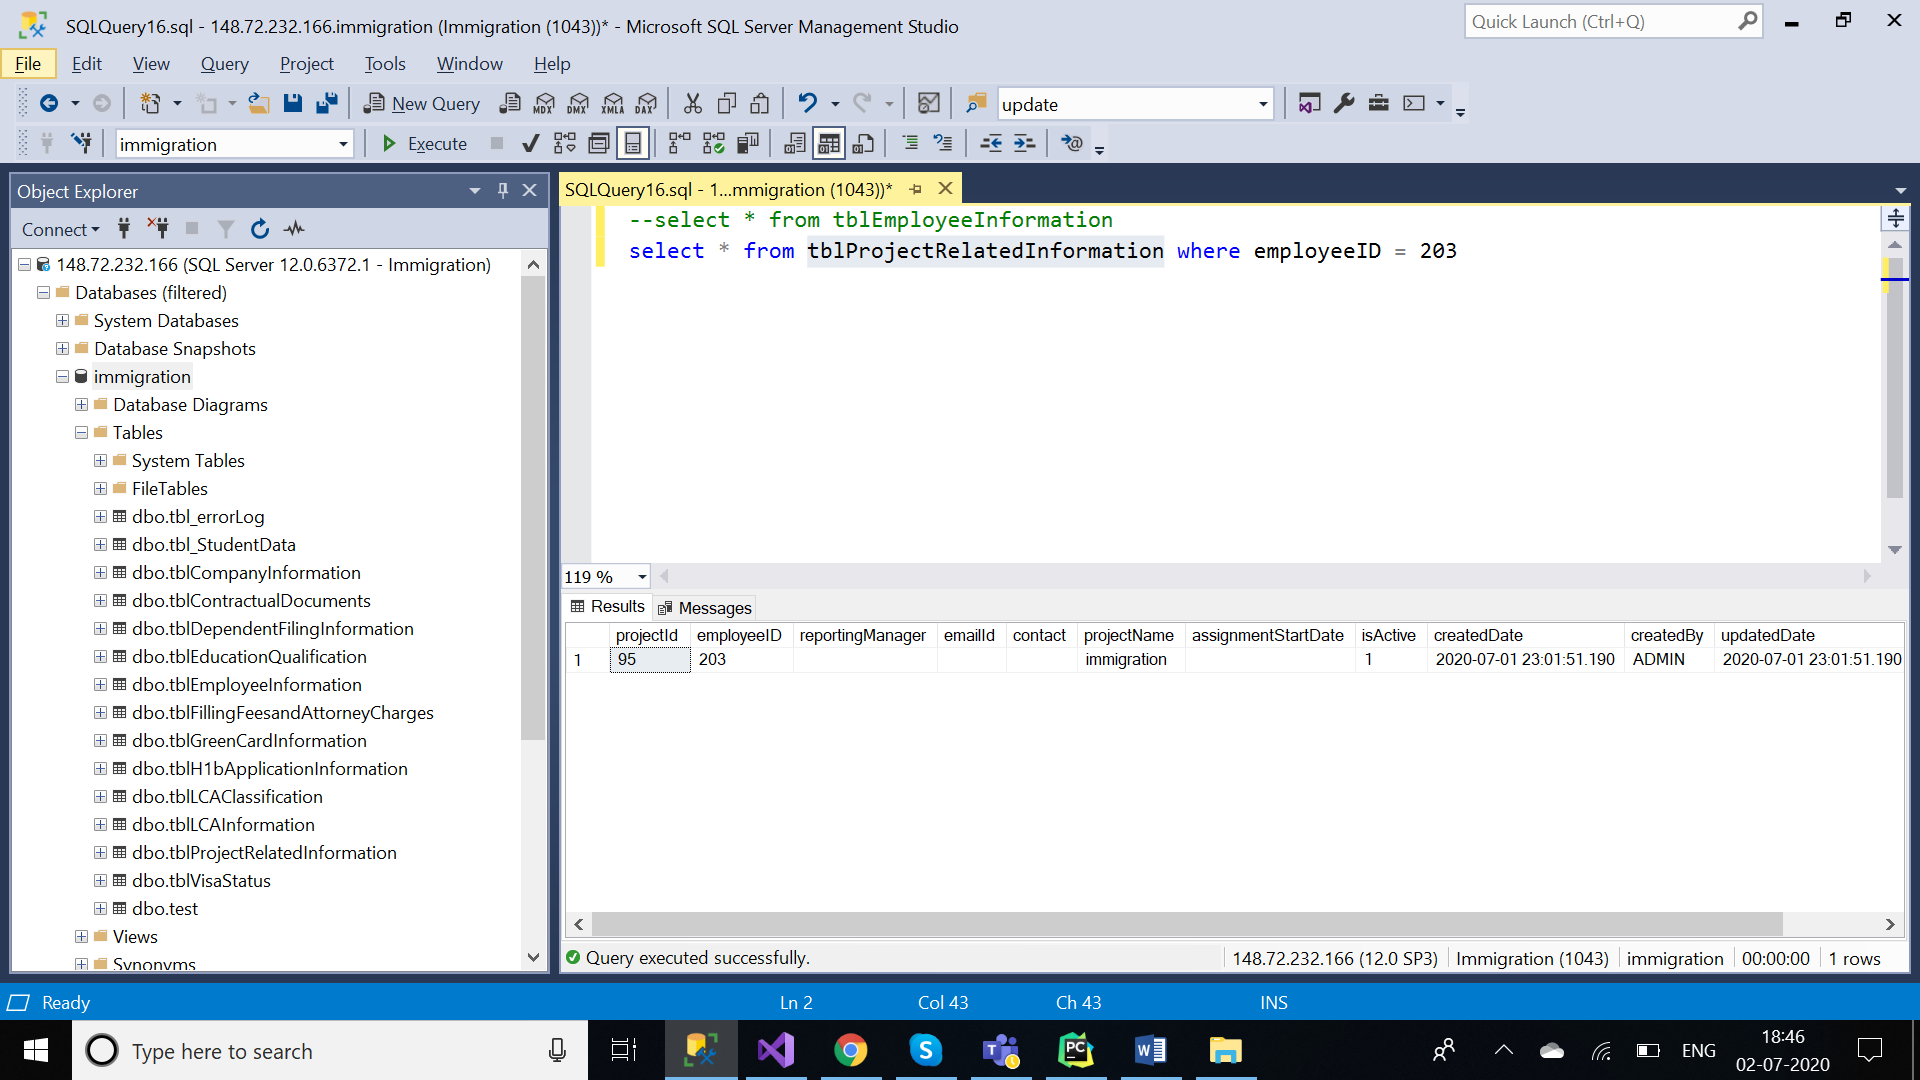 SQLQuery16.sql - 148.72.232.166.immigration (Immigration (1043))* - Microsoft SQL Server Management Studio
Quick Launch (Ctrl+Q)
File Edit View Query Project Tools Window Help
New Query MDX DMX XMLA DAX update
immigration Execute
Object Explorer
Connect
148.72.232.166 (SQL Server 12.0.6372.1 - Immigration)
Databases (filtered)
System Databases
Database Snapshots
immigration
Database Diagrams
Tables
System Tables
FileTables
dbo.tbl_errorLog
dbo.tbl_StudentData
dbo.tblCompanyInformation
dbo.tblContractualDocuments
dbo.tblDependentFilingInformation
dbo.tblEducationQualification
dbo.tblEmployeeInformation
dbo.tblFillingFeesandAttorneyCharges
dbo.tblGreenCardInformation
dbo.tblH1bApplicationInformation
dbo.tblLCAClassification
dbo.tblLCAInformation
dbo.tblProjectRelatedInformation
dbo.tblVisaStatus
dbo.test
Views
Synonyms
SQLQuery16.sql - 1...mmigration (1043))*
--select * from tblEmployeeInformation
select * from tblProjectRelatedInformation where employeeID = 203
119 %
Results Messages
projectId employeeID reportingManager emailId contact projectName assignmentStartDate isActive createdDate createdBy updatedDate
1 95 203 immigration 1 2020-07-01 23:01:51.190 ADMIN 2020-07-01 23:01:51.190
Query executed successfully. 148.72.232.166 (12.0 SP3) Immigration (1043) immigration 00:00:00 1 rows
Ready Ln 2 Col 43 Ch 43 INS
Type here to search
PC
ENG
18:46
02-07-2020